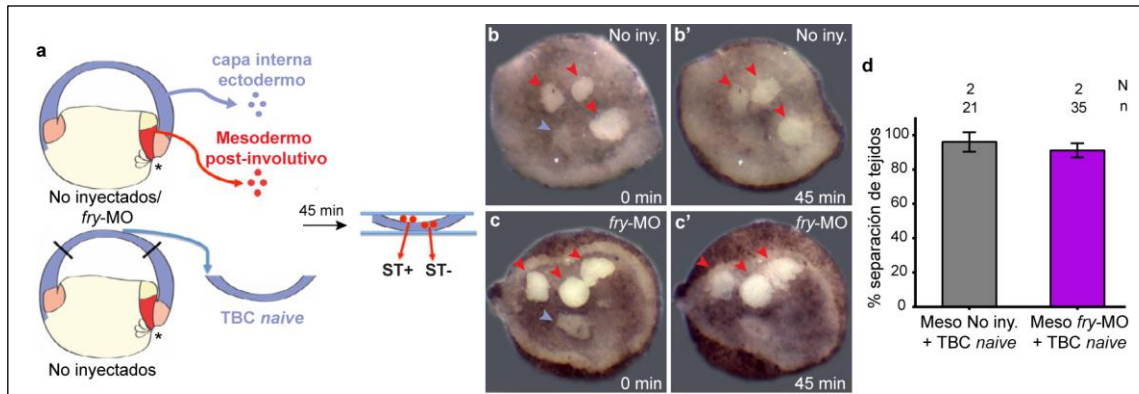 a
capa interna
ectodermo
Mesodermo
post-involutivo
*
No inyectados/
fry-MO
45 min
ST+ ST-
TBC naive
*
No inyectados
b
No iny.
0 min
b'
No iny.
45 min
c
fry-MO
0 min
c'
fry-MO
45 min
d
2 2 N
21 35 n
% separación de tejidos
100
80
60
40
20
0
Meso No iny.
+ TBC naive
Meso fry-MO
+ TBC naive